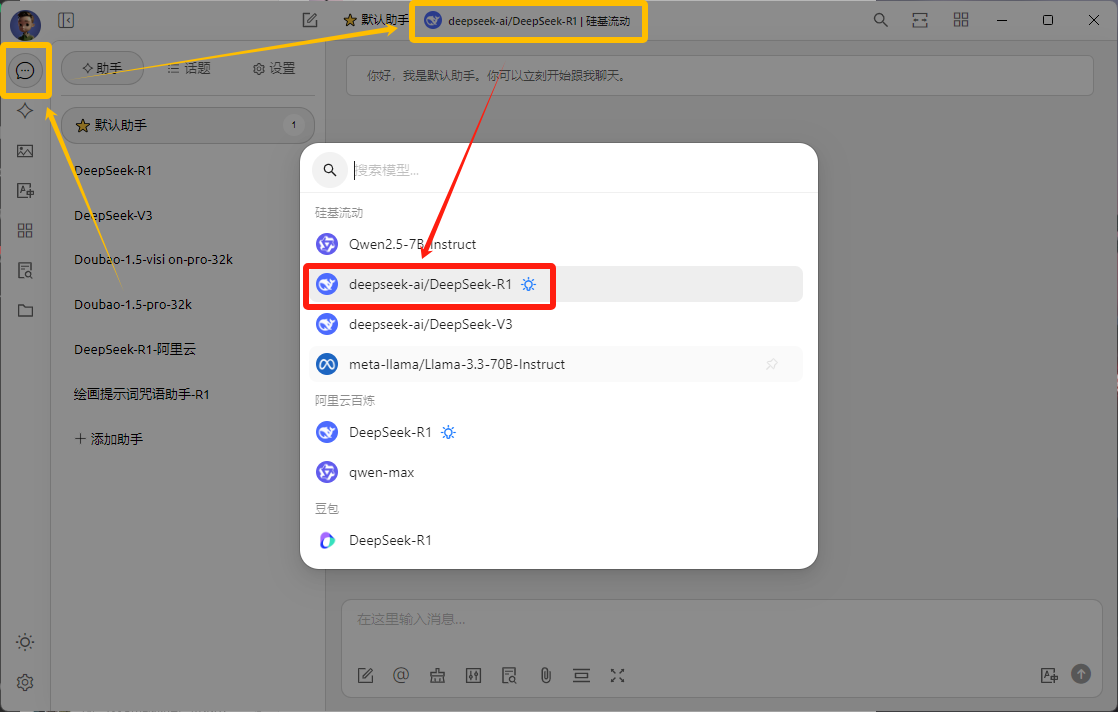 默认助手
deepseek-ai/DeepSeek-R1 | 硅基流动
助手
话题
设置
你好，我是默认助手。你可以立刻开始跟我聊天。
默认助手
1
DeepSeek-R1
DeepSeek-V3
Doubao-1.5-visi on-pro-32k
Doubao-1.5-pro-32k
DeepSeek-R1-阿里云
绘画提示词咒语助手-R1
添加助手
搜索模型...
硅基流动
Qwen2.5-7B-Instruct
deepseek-ai/DeepSeek-R1
deepseek-ai/DeepSeek-V3
meta-llama/Llama-3.3-70B-Instruct
阿里云百炼
DeepSeek-R1
qwen-max
豆包
DeepSeek-R1
在这里输入消息...